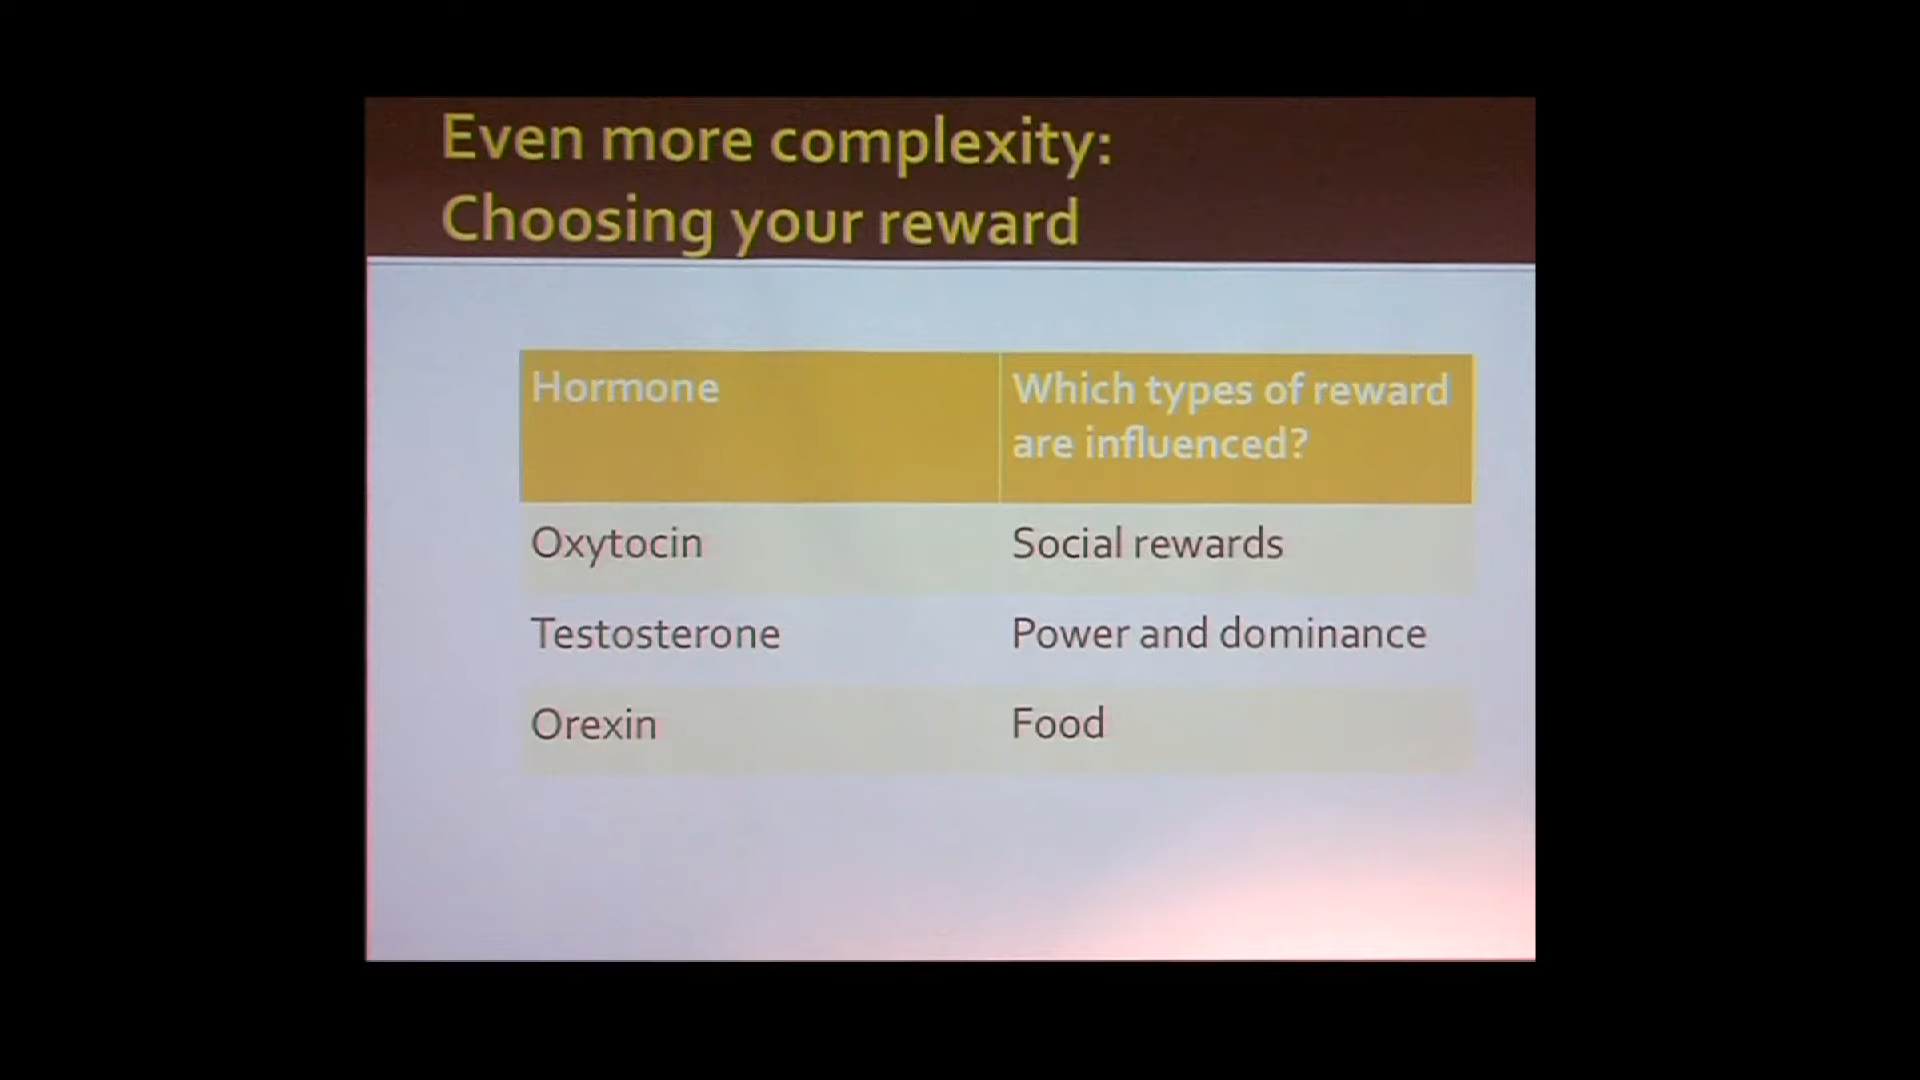 Even more complexity:
Choosing your reward
Hormone
Which types of reward
are influenced?
Oxytocin
Social rewards
Testosterone
Power and dominance
Orexin
Food